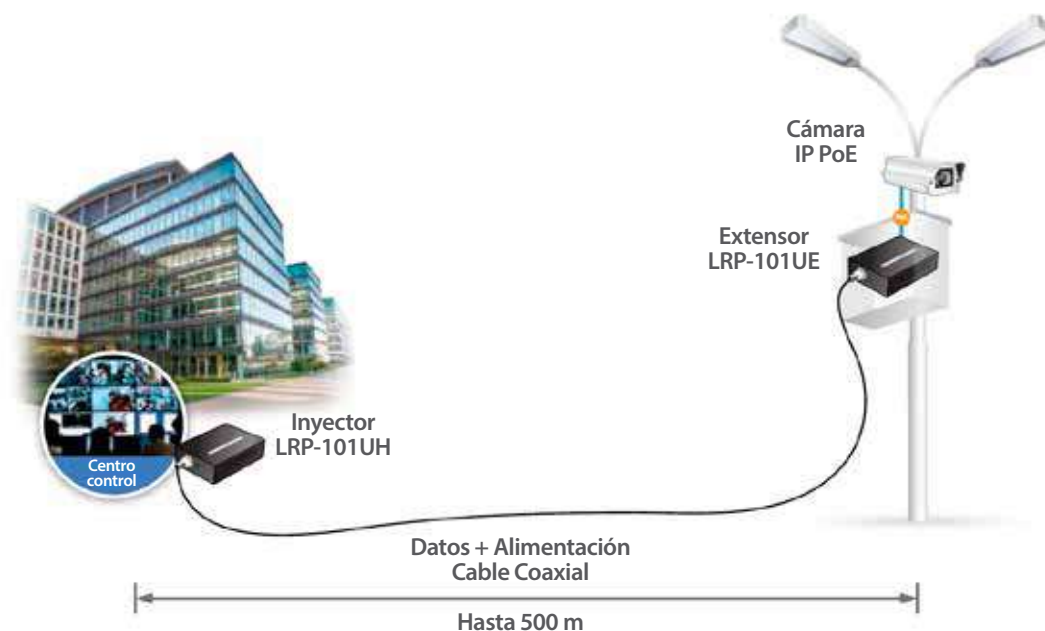 Cámara
IP PoE
Extensor
LRP-101UE
Inyector
LRP-101UH
Centro
control
Datos + Alimentación
Cable Coaxial
Hasta 500 m